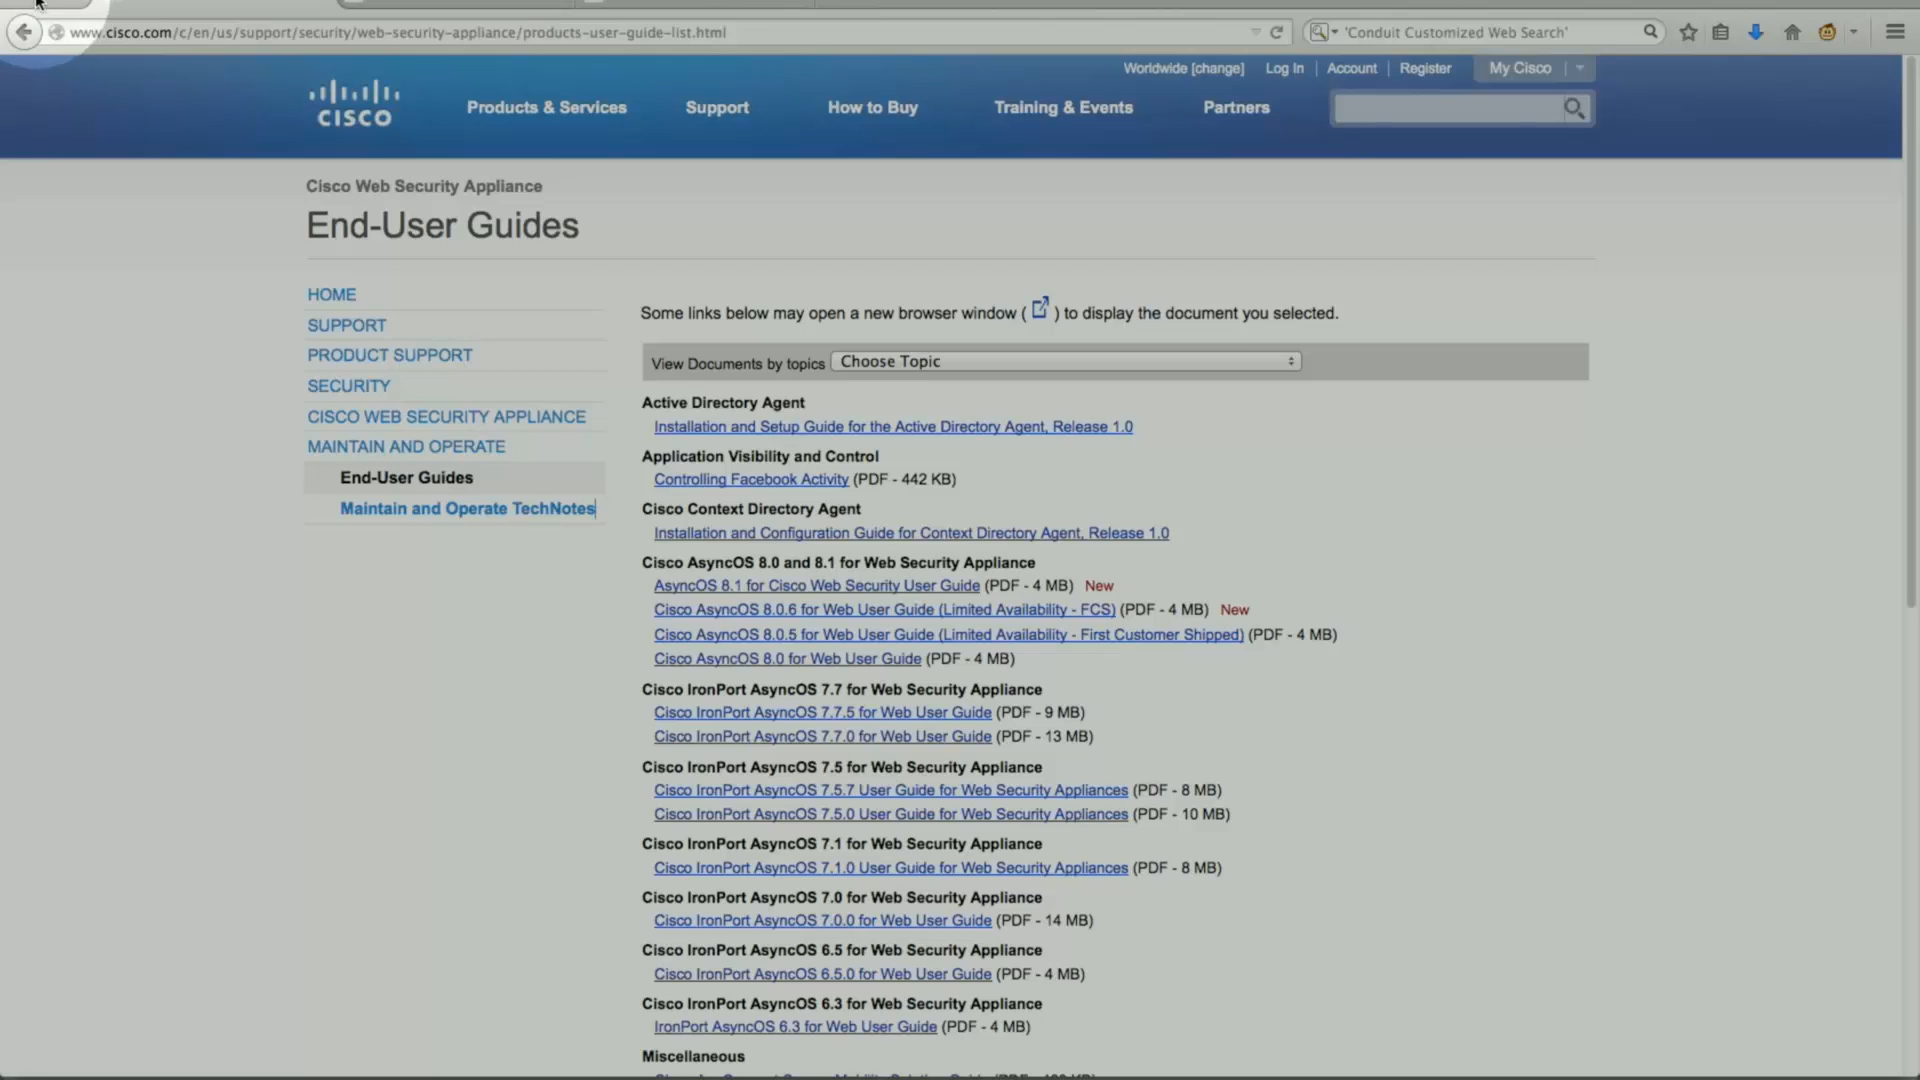 www.cisco.com/c/en/us/support/security/web-security-appliance/products-user-guide-list.html
'Conduit Customized Web Search'
Worldwide [change] Log In Account Register My Cisco
CISCO
Products & Services Support How to Buy Training & Events Partners
Cisco Web Security Appliance
End-User Guides
HOME
SUPPORT
PRODUCT SUPPORT
SECURITY
CISCO WEB SECURITY APPLIANCE
MAINTAIN AND OPERATE
End-User Guides
Maintain and Operate TechNotes
Some links below may open a new browser window ( ) to display the document you selected.
View Documents by topics Choose Topic
Active Directory Agent
Installation and Setup Guide for the Active Directory Agent, Release 1.0
Application Visibility and Control
Controlling Facebook Activity (PDF - 442 KB)
Cisco Context Directory Agent
Installation and Configuration Guide for Context Directory Agent, Release 1.0
Cisco AsyncOS 8.0 and 8.1 for Web Security Appliance
AsyncOS 8.1 for Cisco Web Security User Guide (PDF - 4 MB) New
Cisco AsyncOS 8.0.6 for Web User Guide (Limited Availability - FCS) (PDF - 4 MB) New
Cisco AsyncOS 8.0.5 for Web User Guide (Limited Availability - First Customer Shipped) (PDF - 4 MB)
Cisco AsyncOS 8.0 for Web User Guide (PDF - 4 MB)
Cisco IronPort AsyncOS 7.7 for Web Security Appliance
Cisco IronPort AsyncOS 7.7.5 for Web User Guide (PDF - 9 MB)
Cisco IronPort AsyncOS 7.7.0 for Web User Guide (PDF - 13 MB)
Cisco IronPort AsyncOS 7.5 for Web Security Appliance
Cisco IronPort AsyncOS 7.5.7 User Guide for Web Security Appliances (PDF - 8 MB)
Cisco IronPort AsyncOS 7.5.0 User Guide for Web Security Appliances (PDF - 10 MB)
Cisco IronPort AsyncOS 7.1 for Web Security Appliance
Cisco IronPort AsyncOS 7.1.0 User Guide for Web Security Appliances (PDF - 8 MB)
Cisco IronPort AsyncOS 7.0 for Web Security Appliance
Cisco IronPort AsyncOS 7.0.0 for Web User Guide (PDF - 14 MB)
Cisco IronPort AsyncOS 6.5 for Web Security Appliance
Cisco IronPort AsyncOS 6.5.0 for Web User Guide (PDF - 4 MB)
Cisco IronPort AsyncOS 6.3 for Web Security Appliance
IronPort AsyncOS 6.3 for Web User Guide (PDF - 4 MB)
Miscellaneous